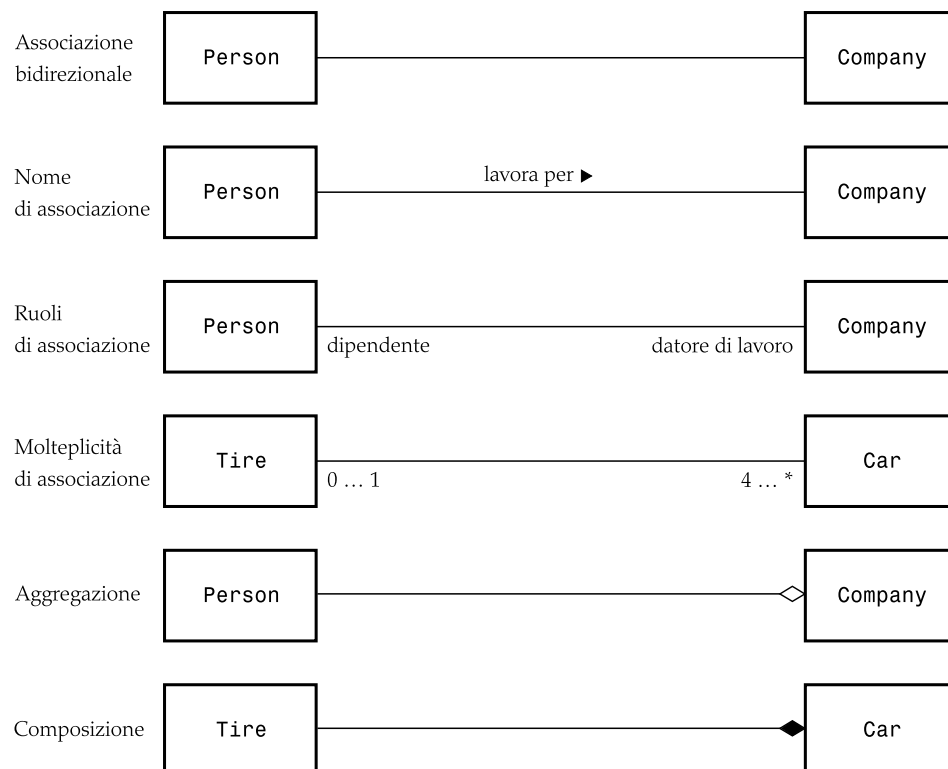 Associazione
bidirezionale
Person
Company
Nome
di associazione
Person
lavora per ▶
Company
Ruoli
di associazione
Person
dipendente
datore di lavoro
Company
Molteplicità
di associazione
Tire
0 … 1
4 … *
Car
Aggregazione
Person
Company
Composizione
Tire
Car